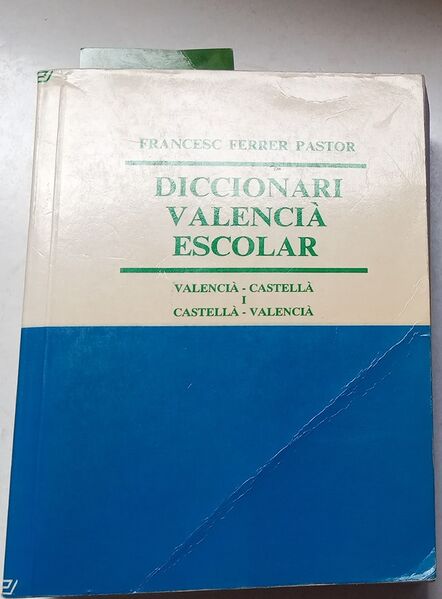 FRANCESC FERRER PASTOR
DICCIONARI
VALENCIÀ
ESCOLAR
VALENCIÀ - CASTELLÀ
I
CASTELLÀ - VALENCIÀ